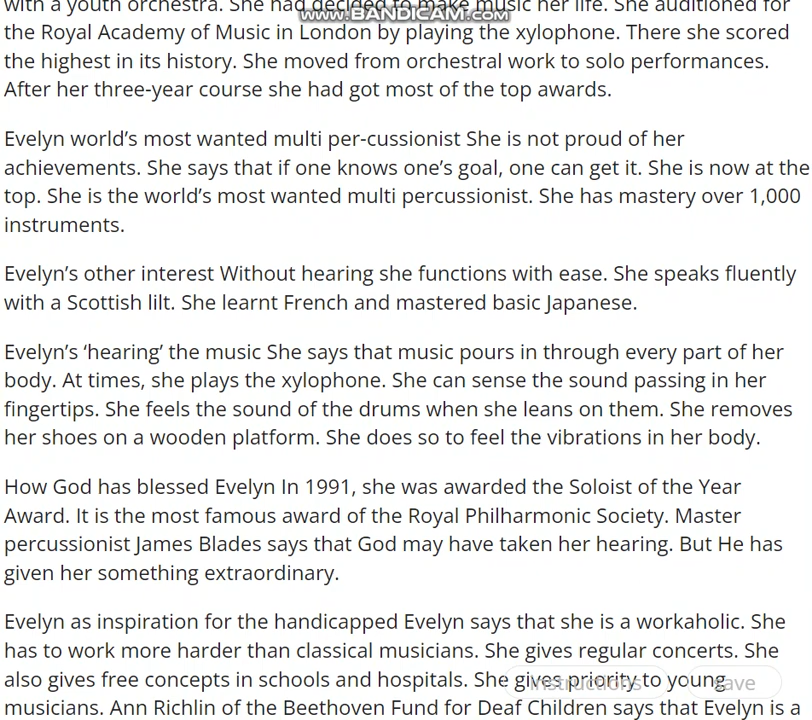 with a youth orchestra. She had decided to make music her life. She auditioned for
www.BANDICAM.com
the Royal Academy of Music in London by playing the xylophone. There she scored
the highest in its history. She moved from orchestral work to solo performances.
After her three-year course she had got most of the top awards.
Evelyn world’s most wanted multi per-cussionist She is not proud of her
achievements. She says that if one knows one’s goal, one can get it. She is now at the
top. She is the world’s most wanted multi percussionist. She has mastery over 1,000
instruments.
Evelyn’s other interest Without hearing she functions with ease. She speaks fluently
with a Scottish lilt. She learnt French and mastered basic Japanese.
Evelyn’s ‘hearing’ the music She says that music pours in through every part of her
body. At times, she plays the xylophone. She can sense the sound passing in her
fingertips. She feels the sound of the drums when she leans on them. She removes
her shoes on a wooden platform. She does so to feel the vibrations in her body.
How God has blessed Evelyn In 1991, she was awarded the Soloist of the Year
Award. It is the most famous award of the Royal Philharmonic Society. Master
percussionist James Blades says that God may have taken her hearing. But He has
given her something extraordinary.
Evelyn as inspiration for the handicapped Evelyn says that she is a workaholic. She
has to work more harder than classical musicians. She gives regular concerts. She
also gives free concepts in schools and hospitals. She gives priority to young
instructions save
musicians. Ann Richlin of the Beethoven Fund for Deaf Children says that Evelyn is a